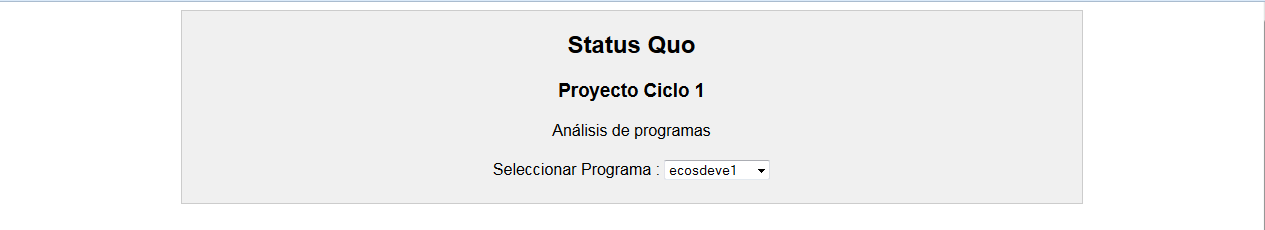 Status Quo
Proyecto Ciclo 1
Análisis de programas
Seleccionar Programa : ecosdeve1